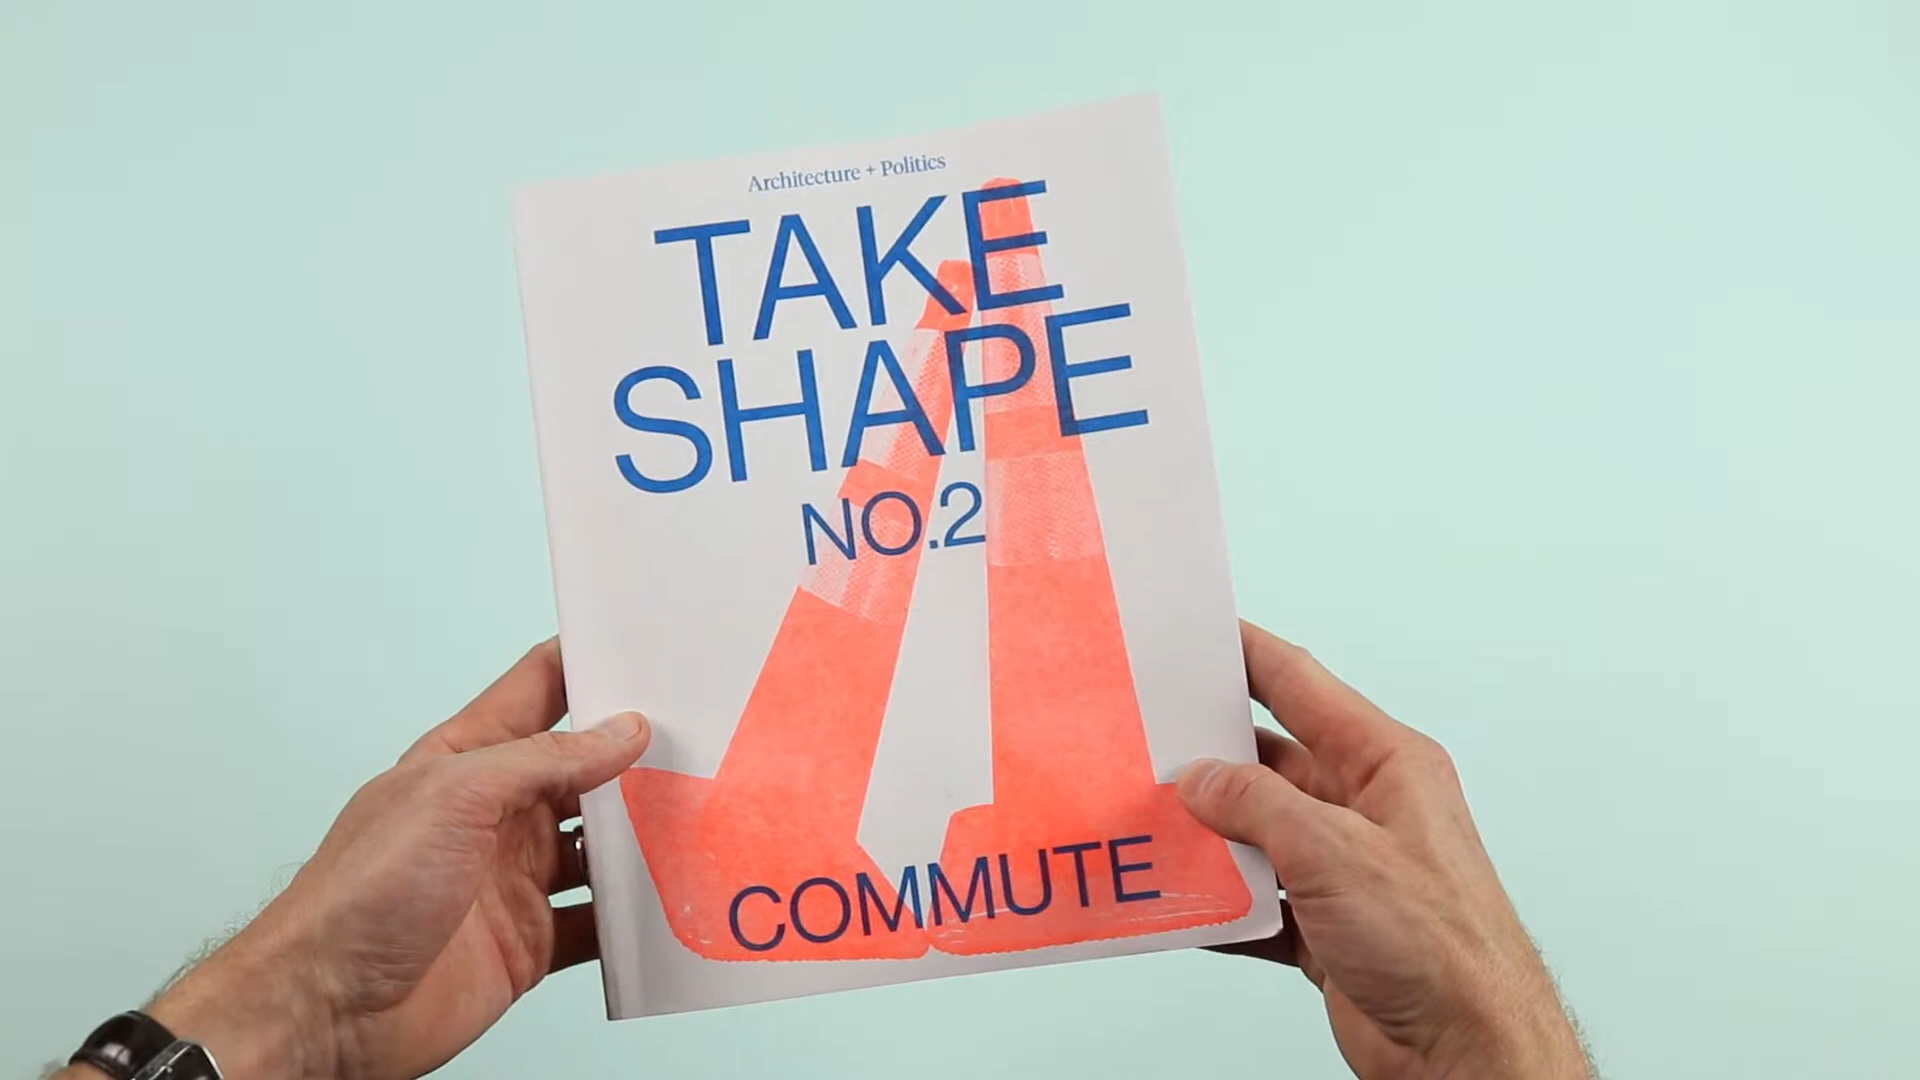 Architecture + Politics
TAKE
SHAPE
NO.2
COMMUTE